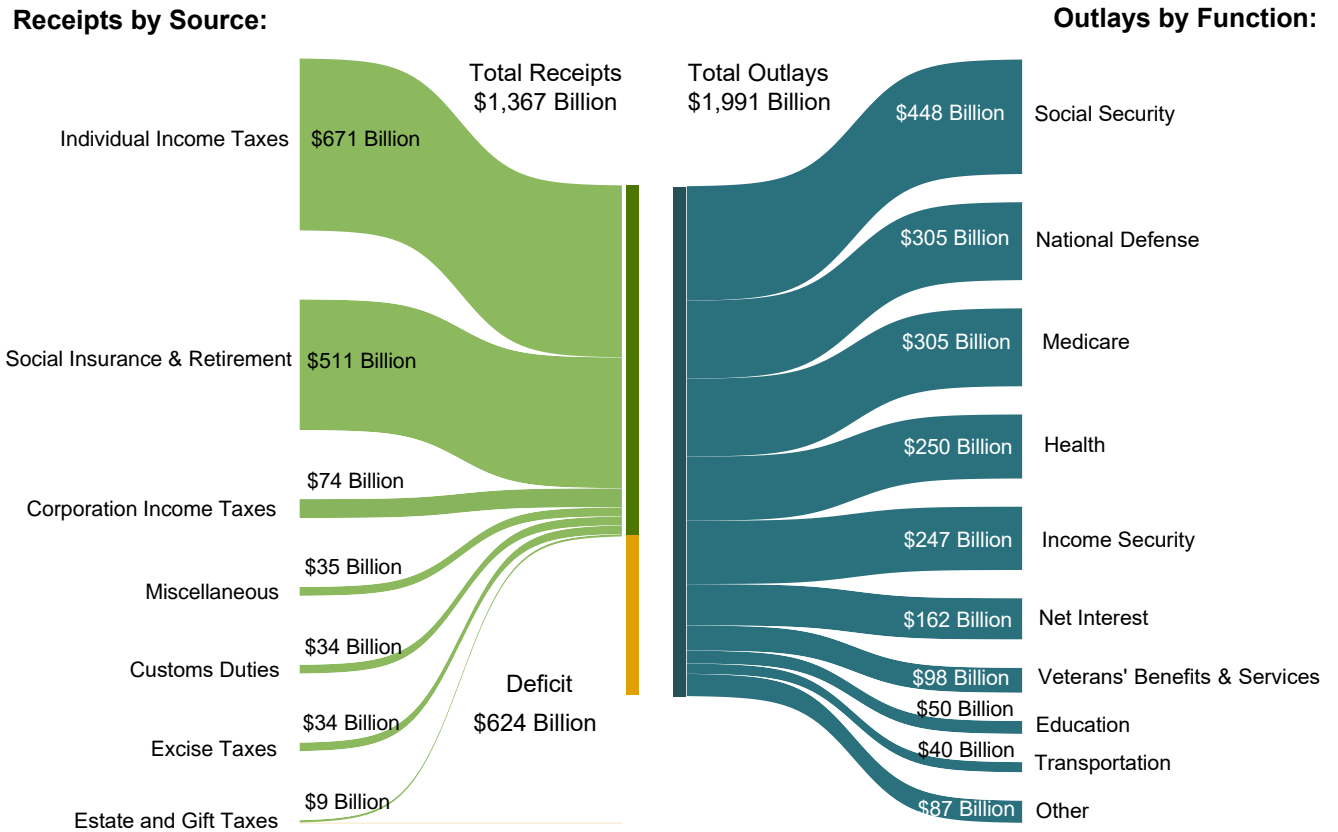 Receipts by Source:
Outlays by Function:
Total Receipts
$1,367 Billion
Total Outlays
$1,991 Billion
Individual Income Taxes
$671 Billion
Social Insurance & Retirement
$511 Billion
$74 Billion
Corporation Income Taxes
$35 Billion
Miscellaneous
$34 Billion
Customs Duties
$34 Billion
Excise Taxes
$9 Billion
Estate and Gift Taxes
Deficit
$624 Billion
$448 Billion
Social Security
$305 Billion
National Defense
$305 Billion
Medicare
$250 Billion
Health
$247 Billion
Income Security
$162 Billion
Net Interest
$98 Billion
Veterans' Benefits & Services
$50 Billion
Education
$40 Billion
Transportation
$87 Billion
Other